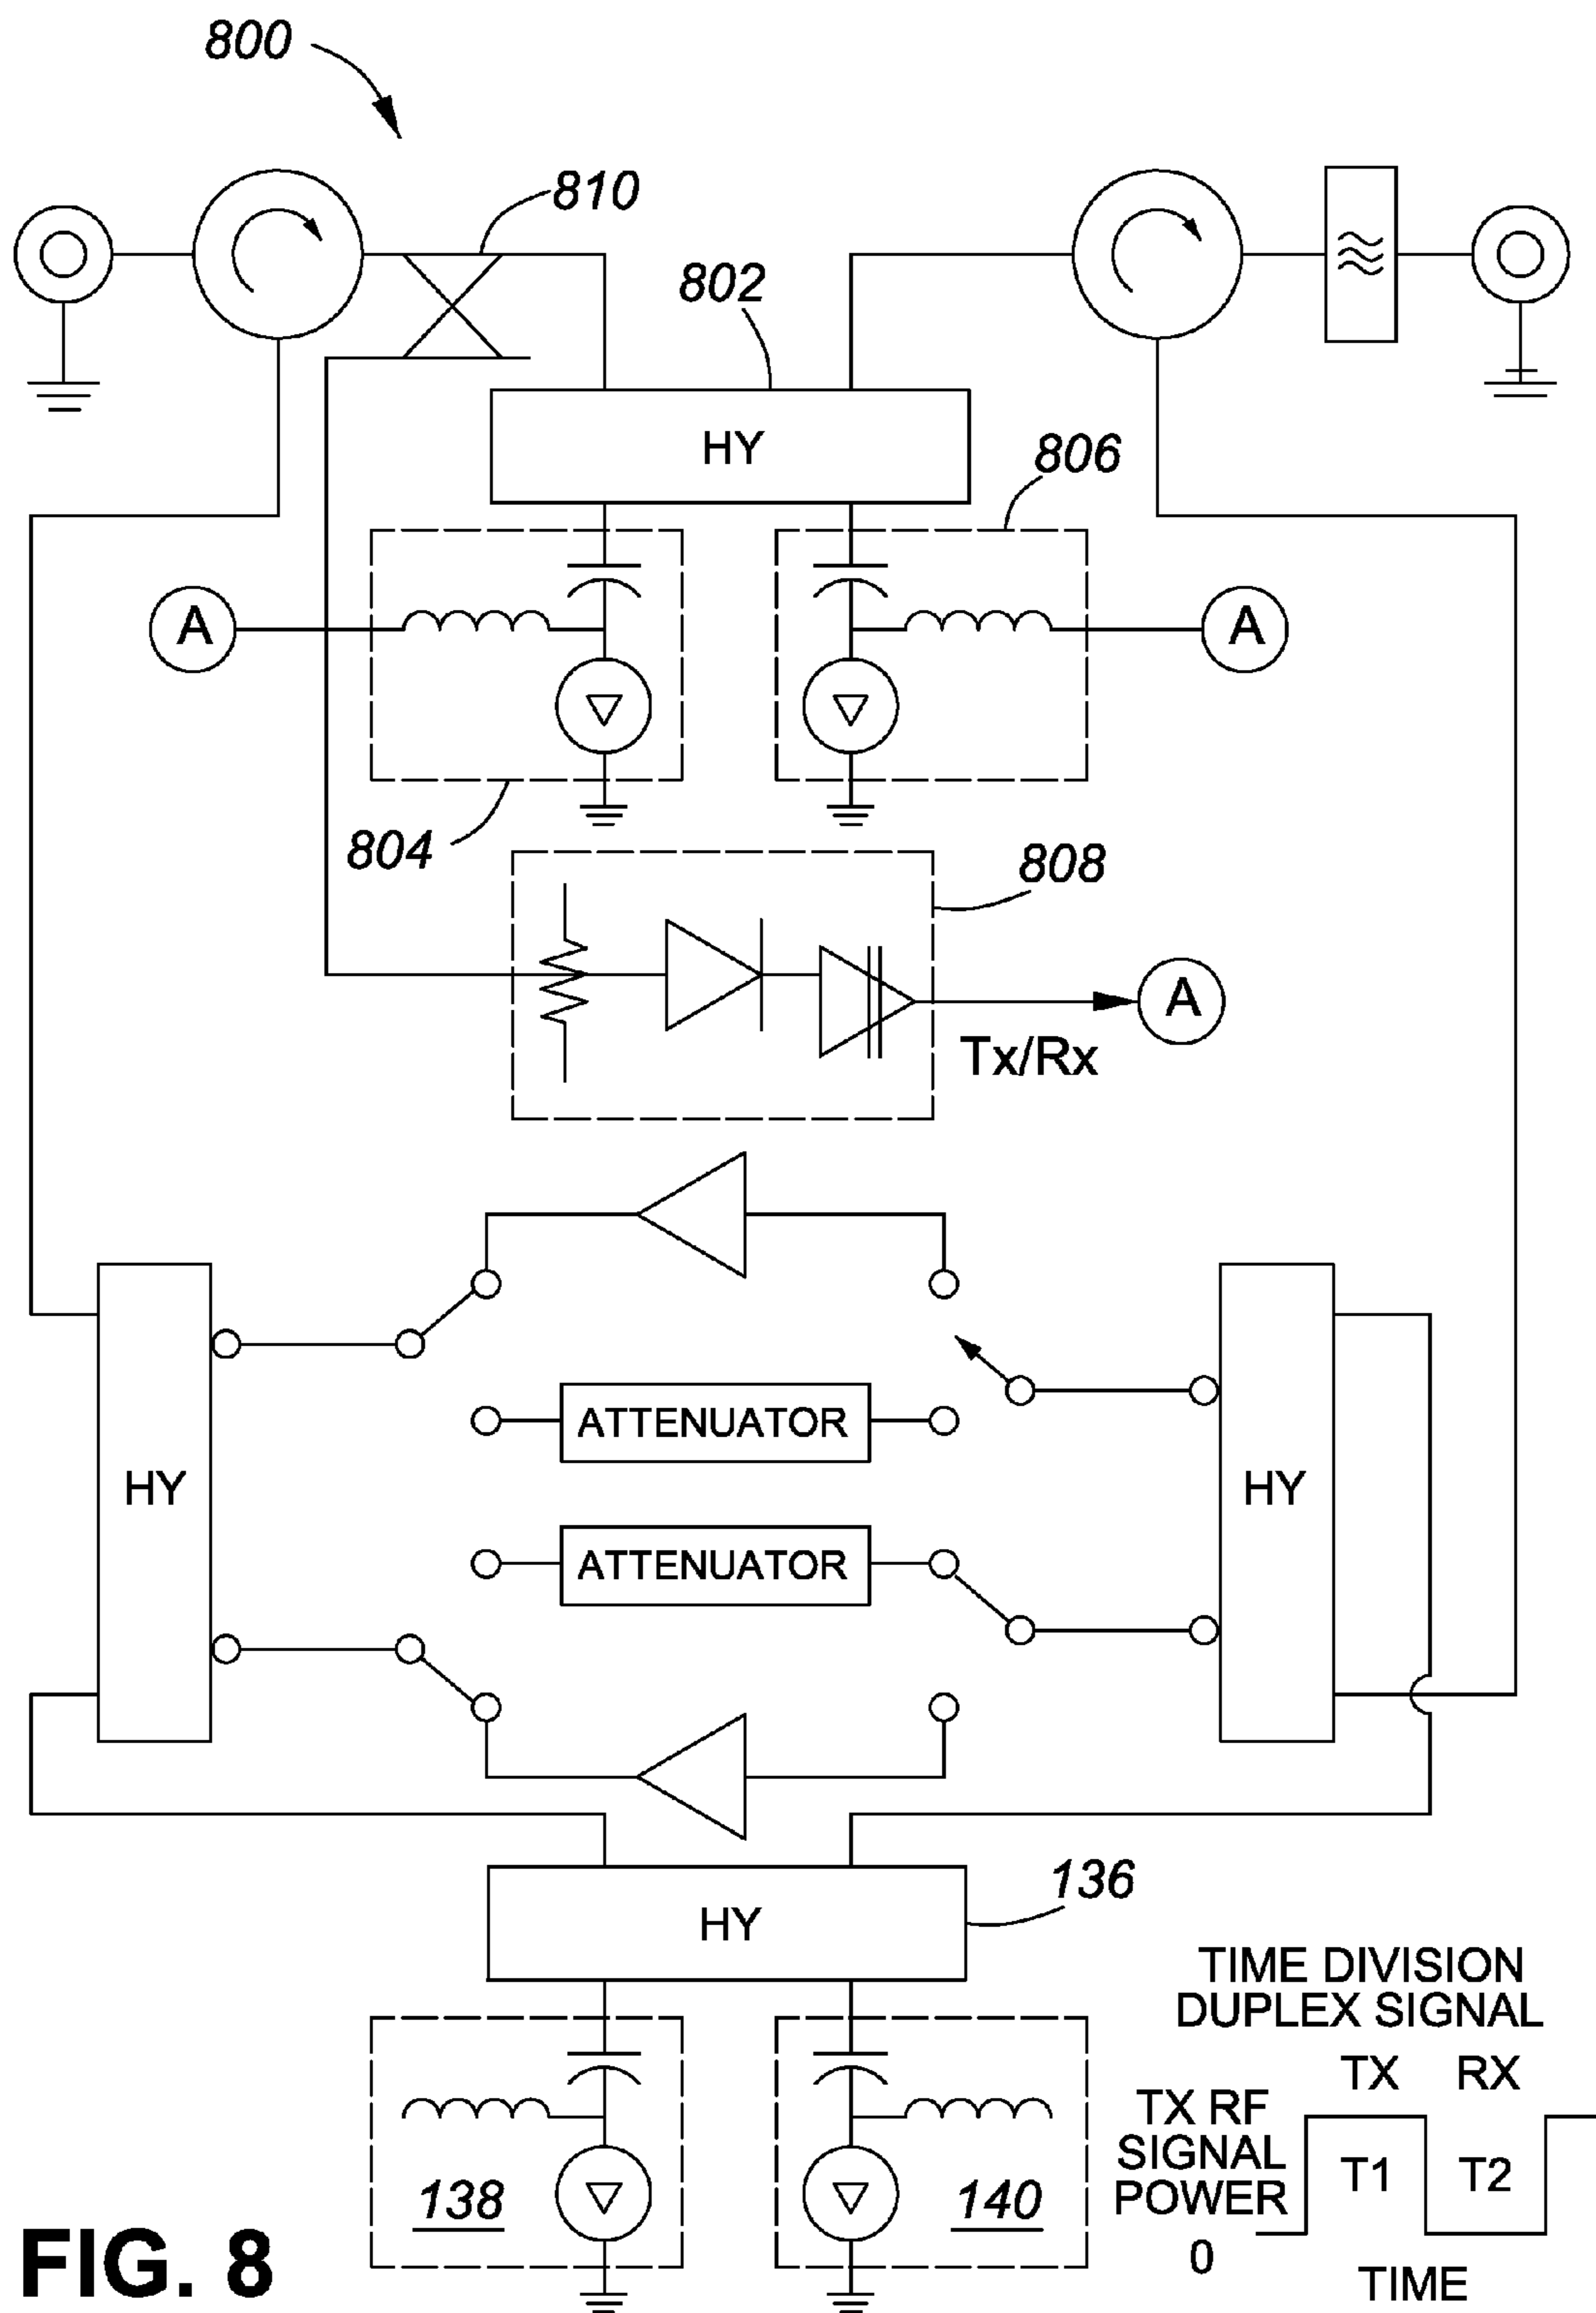 800
810
802
HY
806
A
A
804
808
A
Tx/Rx
ATTENUATOR
HY
HY
ATTENUATOR
136
HY
TIME DIVISION
DUPLEX SIGNAL
TX RX
TX RF
SIGNAL
POWER
T1 T2
138
140
0
TIME
FIG. 8